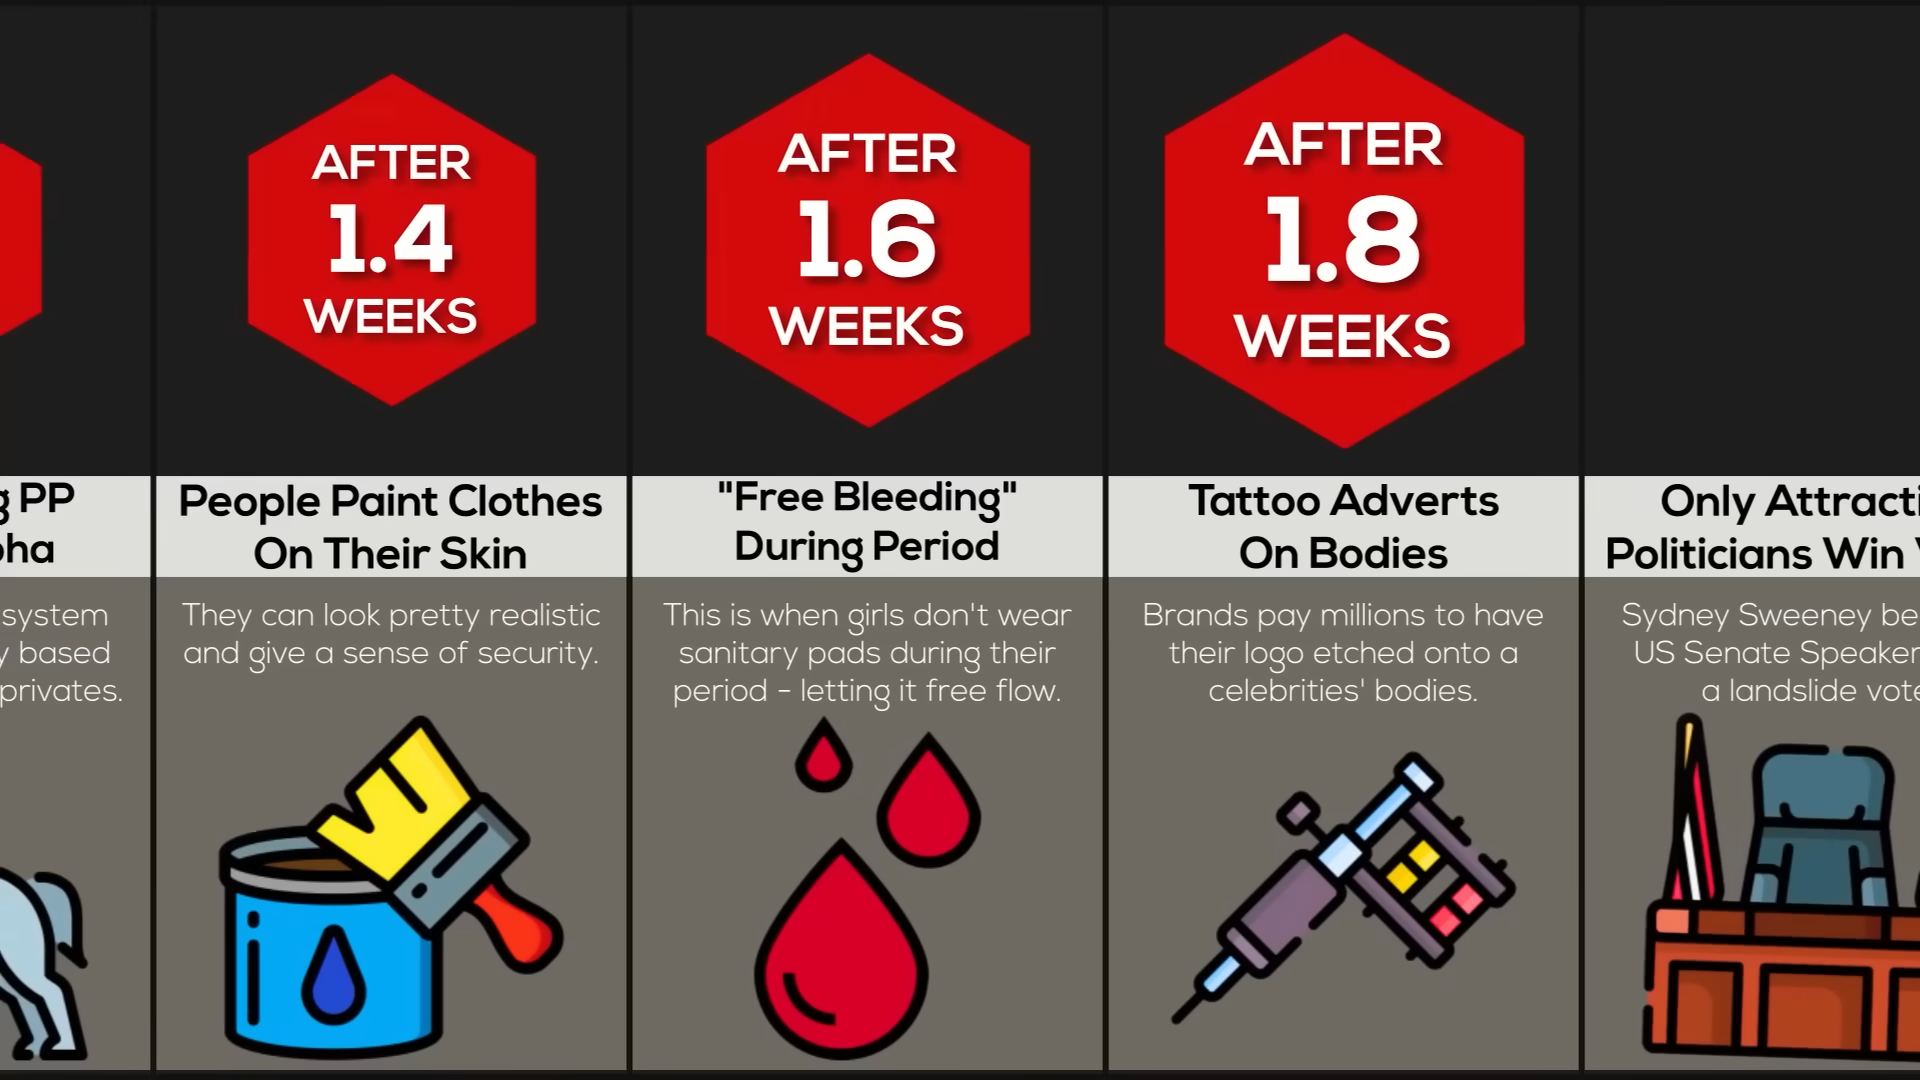 PP
AFTER
1.4
WEEKS
AFTER
1.6
WEEKS
AFTER
1.8
WEEKS
People Paint Clothes
On Their Skin
"Free Bleeding"
During Period
Tattoo Adverts
On Bodies
Only
Politicians Win
system
based
privates.
They can look pretty realistic
and give a sense of security.
This is when girls don't wear
sanitary pads during their
period - letting it free flow.
Brands pay millions to have
their logo etched onto a
celebrities' bodies.
Sydney Sweeney
US Senate Speaker
a landslide vote